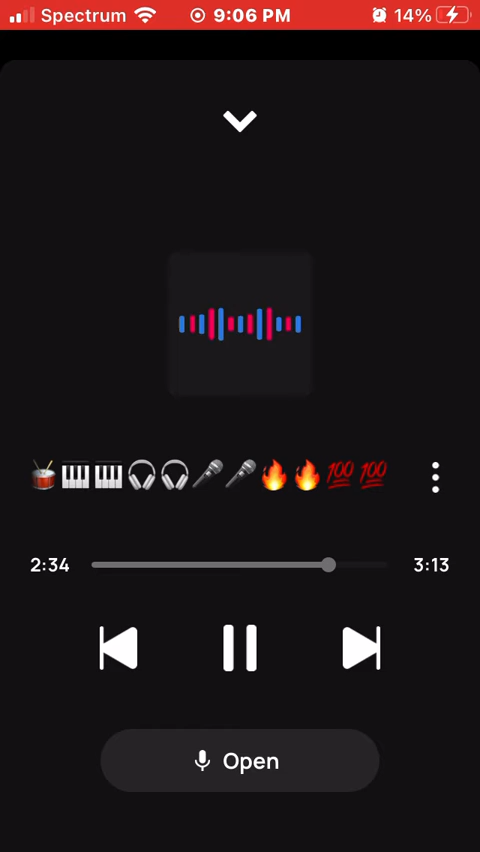 Spectrum 9:06 PM 14%
🥁🎹🎹🎧🎧🎤🎤🔥🔥💯💯
2:34 3:13
Open